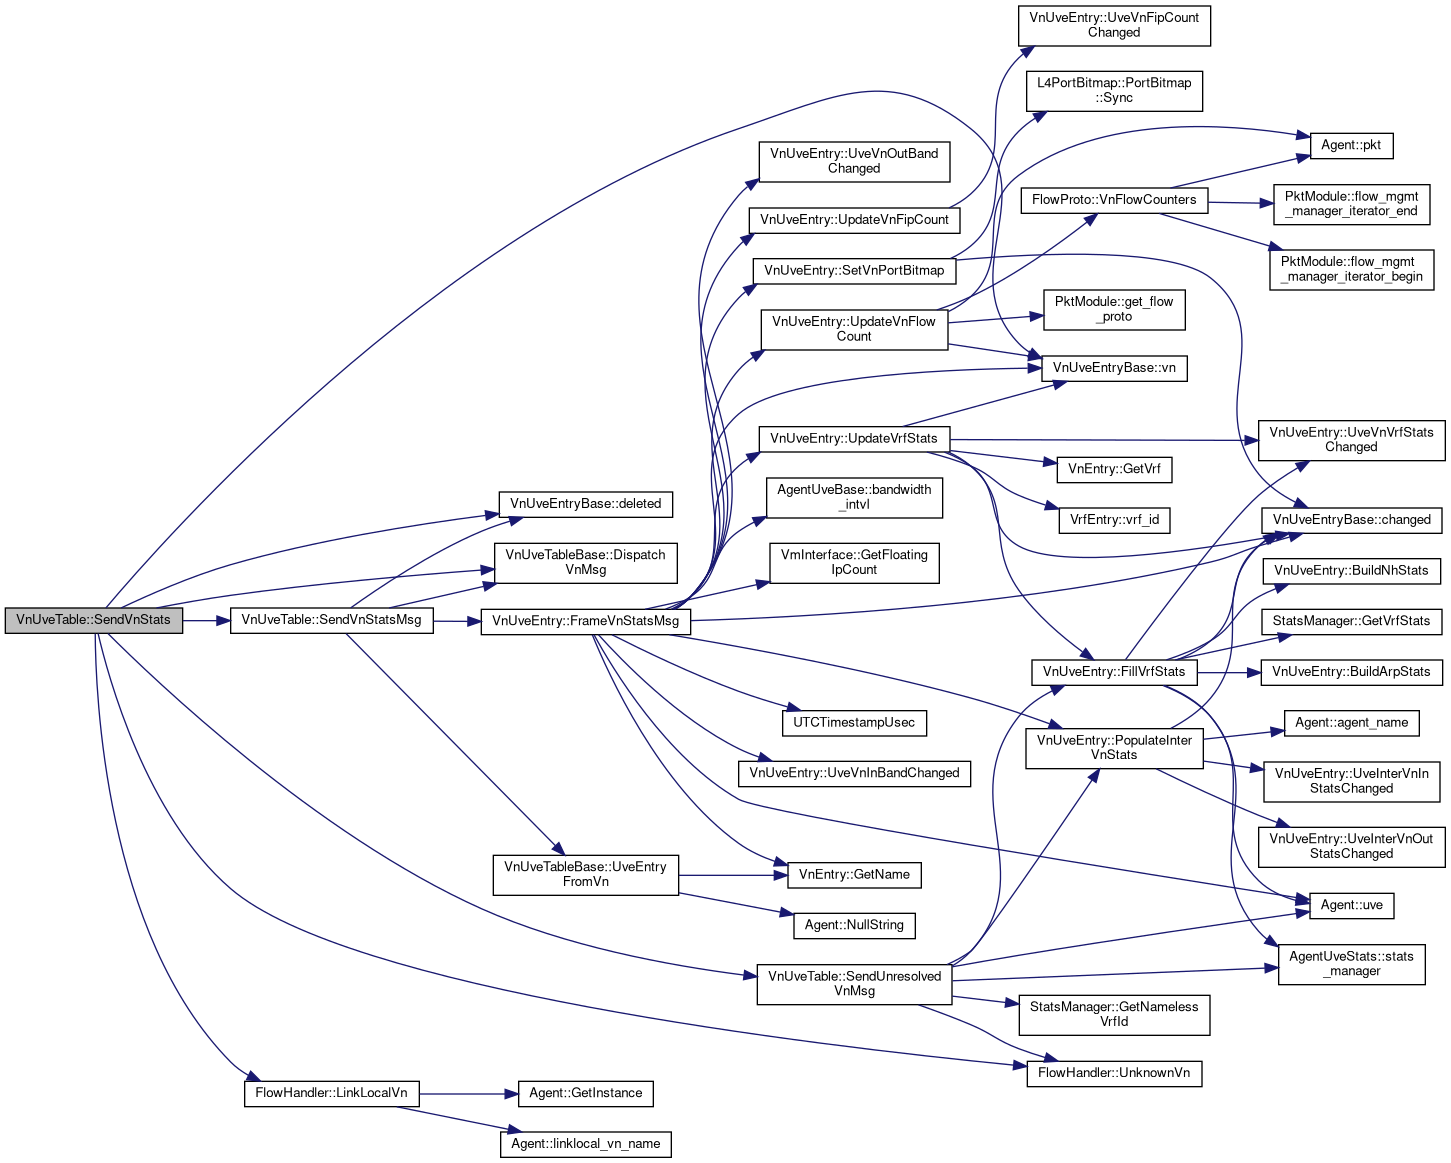 VnUveEntry::UveVnFipCount
Changed
L4PortBitmap::PortBitmap
::Sync
VnUveEntry::UveVnOutBand
Changed
Agent::pkt
VnUveEntry::UpdateVnFipCount
FlowProto::VnFlowCounters
PktModule::flow_mgmt
_manager_iterator_end
VnUveEntry::SetVnPortBitmap
PktModule::flow_mgmt
_manager_iterator_begin
VnUveEntry::UpdateVnFlow
Count
PktModule::get_flow
_proto
VnUveEntryBase::vn
VnUveEntry::UpdateVrfStats
VnUveEntry::UveVnVrfStats
Changed
VnEntry::GetVrf
VnUveEntryBase::deleted
AgentUveBase::bandwidth
_intvl
VrfEntry::vrf_id
VnUveEntryBase::changed
VnUveTableBase::Dispatch
VnMsg
VmInterface::GetFloating
IpCount
VnUveEntry::BuildNhStats
VnUveTable::SendVnStats
VnUveTable::SendVnStatsMsg
VnUveEntry::FrameVnStatsMsg
StatsManager::GetVrfStats
VnUveEntry::FillVrfStats
VnUveEntry::BuildArpStats
UTCTimestampUsec
Agent::agent_name
VnUveEntry::PopulateInter
VnStats
VnUveEntry::UveVnInBandChanged
VnUveEntry::UveInterVnIn
StatsChanged
VnUveEntry::UveInterVnOut
StatsChanged
VnUveTableBase::UveEntry
FromVn
VnEntry::GetName
Agent::uve
Agent::NullString
AgentUveStats::stats
_manager
VnUveTable::SendUnresolved
VnMsg
StatsManager::GetNameless
VrfId
FlowHandler::UnknownVn
FlowHandler::LinkLocalVn
Agent::GetInstance
Agent::linklocal_vn_name